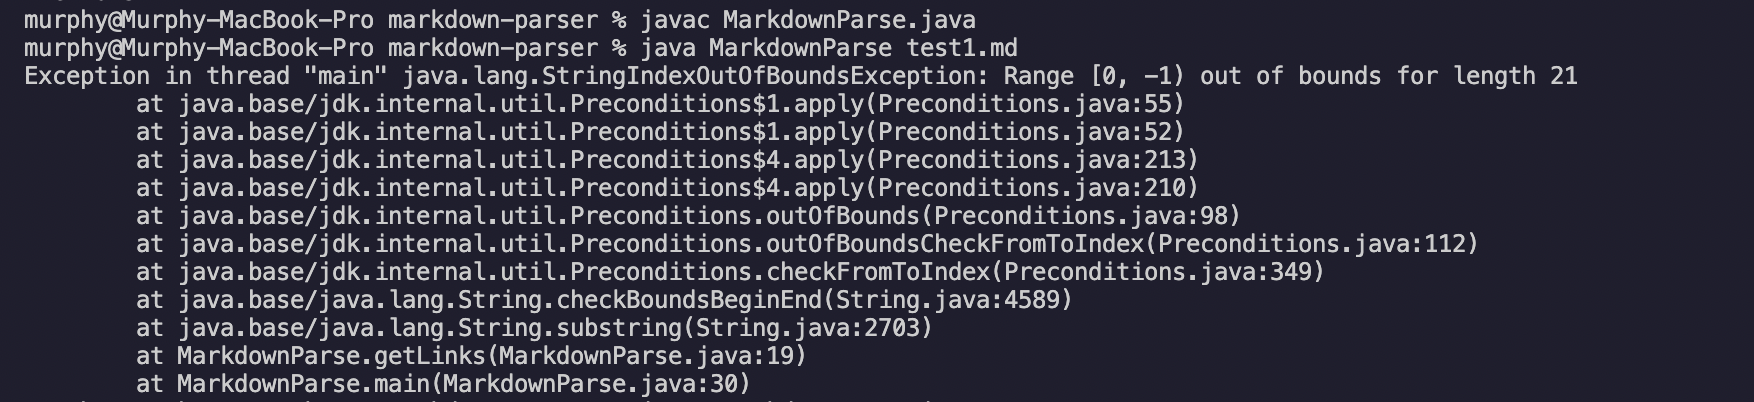 murphy@Murphy-MacBook-Pro markdown-parser % javac MarkdownParse.java
murphy@Murphy-MacBook-Pro markdown-parser % java MarkdownParse test1.md
Exception in thread "main" java.lang.StringIndexOutOfBoundsException: Range [0, -1) out of bounds for length 21
        at java.base/jdk.internal.util.Preconditions$1.apply(Preconditions.java:55)
        at java.base/jdk.internal.util.Preconditions$1.apply(Preconditions.java:52)
        at java.base/jdk.internal.util.Preconditions$4.apply(Preconditions.java:213)
        at java.base/jdk.internal.util.Preconditions$4.apply(Preconditions.java:210)
        at java.base/jdk.internal.util.Preconditions.outOfBounds(Preconditions.java:98)
        at java.base/jdk.internal.util.Preconditions.outOfBoundsCheckFromToIndex(Preconditions.java:112)
        at java.base/jdk.internal.util.Preconditions.checkFromToIndex(Preconditions.java:349)
        at java.base/java.lang.String.checkBoundsBeginEnd(String.java:4589)
        at java.base/java.lang.String.substring(String.java:2703)
        at MarkdownParse.getLinks(MarkdownParse.java:19)
        at MarkdownParse.main(MarkdownParse.java:30)